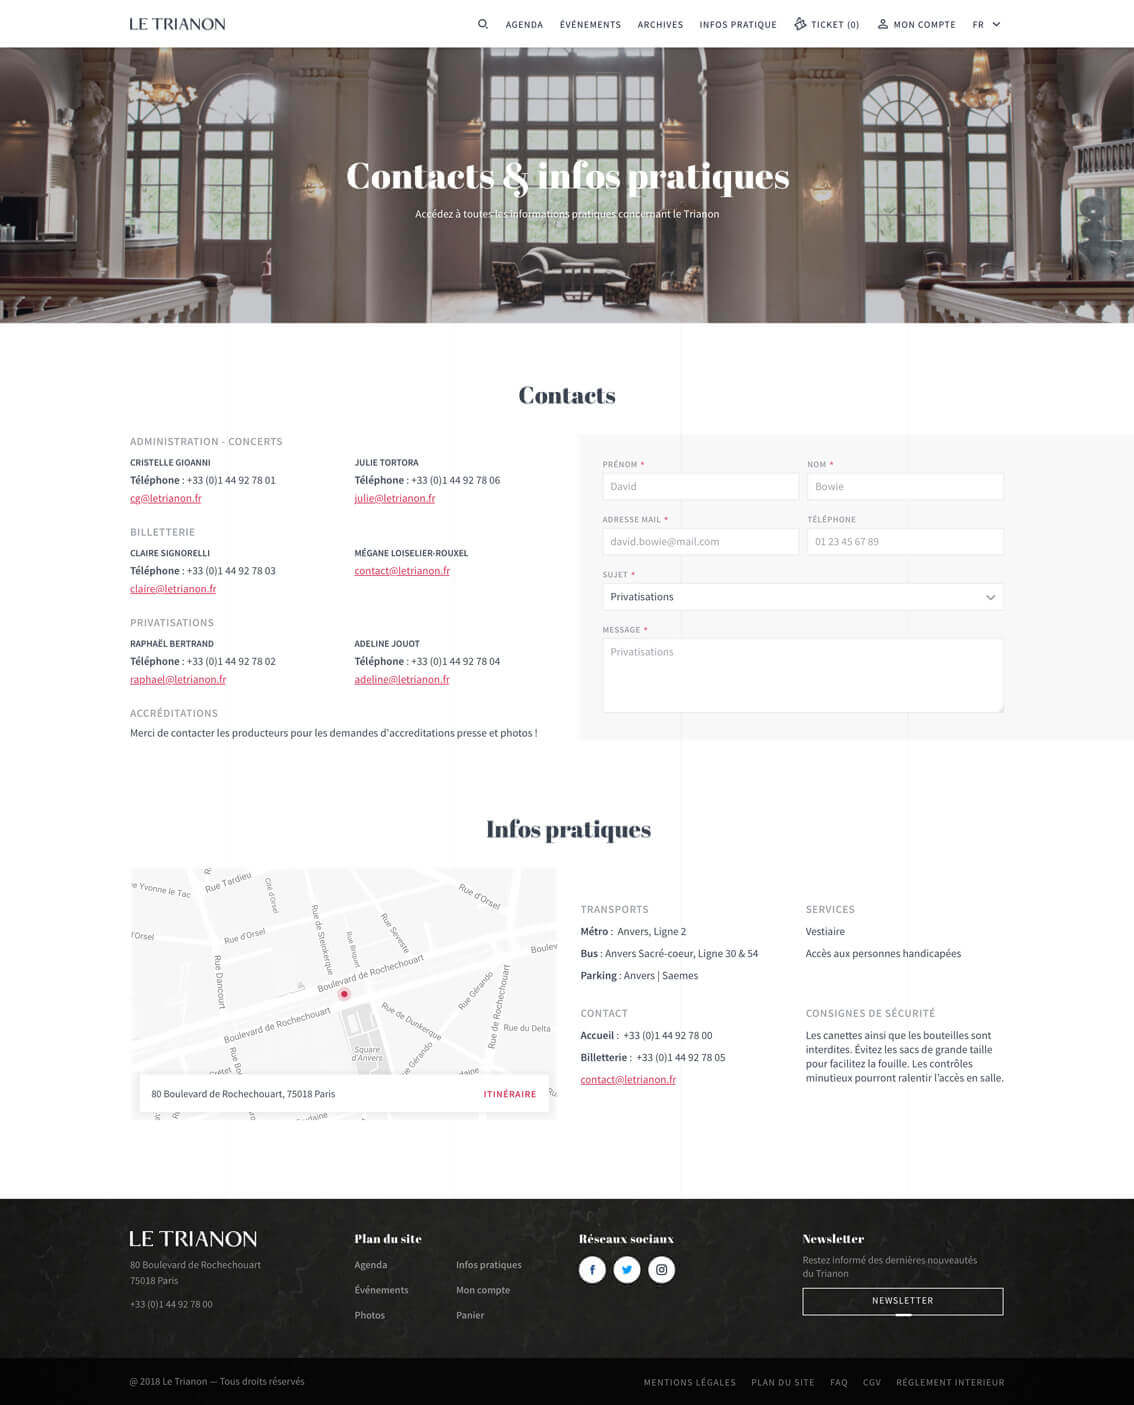 LE TRIANON
AGENDA
ÉVÉNEMENTS
ARCHIVES
INFOS PRATIQUE
TICKET (0)
MON COMPTE
FR
Contacts & infos pratiques
Accédez à toutes les informations pratiques concernant le Trianon
Contacts
ADMINISTRATION - CONCERTS
CRISTELLE GIOANNI
Téléphone : +33 (0)1 44 92 78 01
cg@letrianon.fr
JULIE TORTORA
Téléphone : +33 (0)1 44 92 78 06
julie@letrianon.fr
BILLETTERIE
CLAIRE SIGNORELLI
Téléphone : +33 (0)1 44 92 78 03
claire@letrianon.fr
MÉGANE LOISELIER-ROUXEL
contact@letrianon.fr
PRIVATISATIONS
RAPHAËL BERTRAND
Téléphone : +33 (0)1 44 92 78 02
raphael@letrianon.fr
ADELINE JOUOT
Téléphone : +33 (0)1 44 92 78 04
adeline@letrianon.fr
ACCRÉDITATIONS
Merci de contacter les producteurs pour les demandes d'accreditations presse et photos !
PRÉNOM *
David
NOM *
Bowie
ADRESSE MAIL *
david.bowie@mail.com
TÉLÉPHONE
01 23 45 67 89
SUJET *
Privatisations
MESSAGE *
Privatisations
Infos pratiques
e Yvonne le Tac
Rue Tardieu
Cité d'Orsel
Rue d'Orsel
l'Orsel
Rue d'Orsel
Rue de Steinkerque
Rue Briquet
Rue Seveste
Boulev
Rue Dancourt
Boulevard de Rochechouart
Boulevard de Rochechouart
Rue Gérando
Rue de Rochechouart
Rue de Dunkerque
Rue du Delta
Square
d'Anvers
ue Gérando
80 Boulevard de Rochechouart, 75018 Paris
ITINÉRAIRE
TRANSPORTS
Métro : Anvers, Ligne 2
Bus : Anvers Sacré-coeur, Ligne 30 & 54
Parking : Anvers | Saemes
SERVICES
Vestiaire
Accès aux personnes handicapées
CONTACT
Accueil : +33 (0)1 44 92 78 00
Billetterie : +33 (0)1 44 92 78 05
contact@letrianon.fr
CONSIGNES DE SÉCURITÉ
Les canettes ainsi que les bouteilles sont
interdites. Évitez les sacs de grande taille
pour facilitez la fouille. Les contrôles
minutieux pourront ralentir l'accès en salle.
LE TRIANON
80 Boulevard de Rochechouart
75018 Paris
+33 (0)1 44 92 78 00
Plan du site
Agenda
Infos pratiques
Événements
Mon compte
Photos
Panier
Réseaux sociaux
Newsletter
Restez informé des dernières nouveautés
du Trianon
NEWSLETTER
@ 2018 Le Trianon — Tous droits réservés
MENTIONS LÉGALES
PLAN DU SITE
FAQ
CGV
RÉGLEMENT INTERIEUR